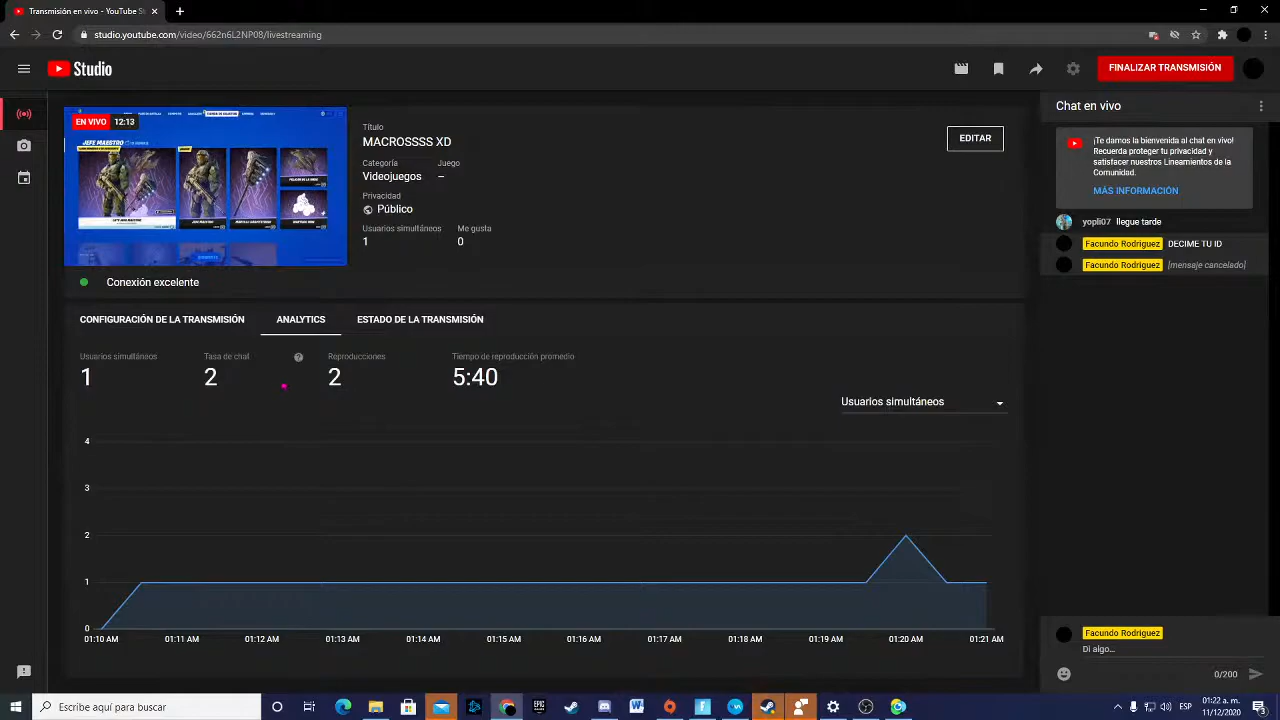 Transmisión en vivo - YouTube St
studio.youtube.com/video/662n6L2NP08/livestreaming
Studio
FINALIZAR TRANSMISIÓN
EN VIVO 12:13
JEFE MAESTRO
Título
MACROSSSS XD
Categoría Juego
Videojuegos –
Privacidad
Público
Usuarios simultáneos Me gusta
1 0
EDITAR
Conexión excelente
CONFIGURACIÓN DE LA TRANSMISIÓN ANALYTICS ESTADO DE LA TRANSMISIÓN
Usuarios simultáneos Tasa de chat Reproducciones Tiempo de reproducción promedio
1 2 2 5:40
Usuarios simultáneos
4
3
2
1
0
01:10 AM 01:11 AM 01:12 AM 01:13 AM 01:14 AM 01:15 AM 01:16 AM 01:17 AM 01:18 AM 01:19 AM 01:20 AM 01:21 AM
Chat en vivo
¡Te damos la bienvenida al chat en vivo!
Recuerda proteger tu privacidad y
satisfacer nuestros Lineamientos de la
Comunidad.
MÁS INFORMACIÓN
yopli07 llegue tarde
Facundo Rodriguez DECIME TU ID
Facundo Rodriguez [mensaje cancelado]
Facundo Rodriguez
Di algo...
0/200
Escribe aquí para buscar
ESP
01:22 a. m.
11/12/2020